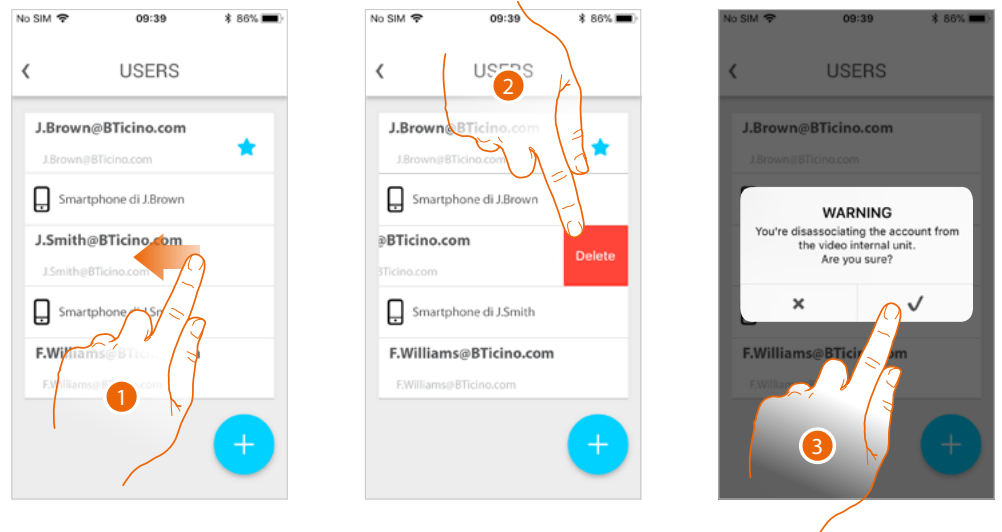 No SIM 09:39 86%
USERS
J.Brown@BTicino.com
J.Brown@BTicino.com
Smartphone di J.Brown
J.Smith@BTicino.com
J.Smith@BTicino.com
Smartphone di J.Sm
F.Williams@BTicino
F.Williams@BTicino.com
1
+
No SIM 09:39 86%
USERS
2
J.Brown@BTicino.com
J.Brown@BTicino.com
Smartphone di J.Brown
@BTicino.com
BTicino.com
Delete
Smartphone di J.Smith
F.Williams@BTicino.com
F.Williams@BTicino.com
+
No SIM 09:39 86%
USERS
J.Brown@BTicino.com
J.Brown@BTicino.com
WARNING
You're disassociating the account from
the video internal unit.
Are you sure?
F.Williams@BTicin om
F.Williams
3
+